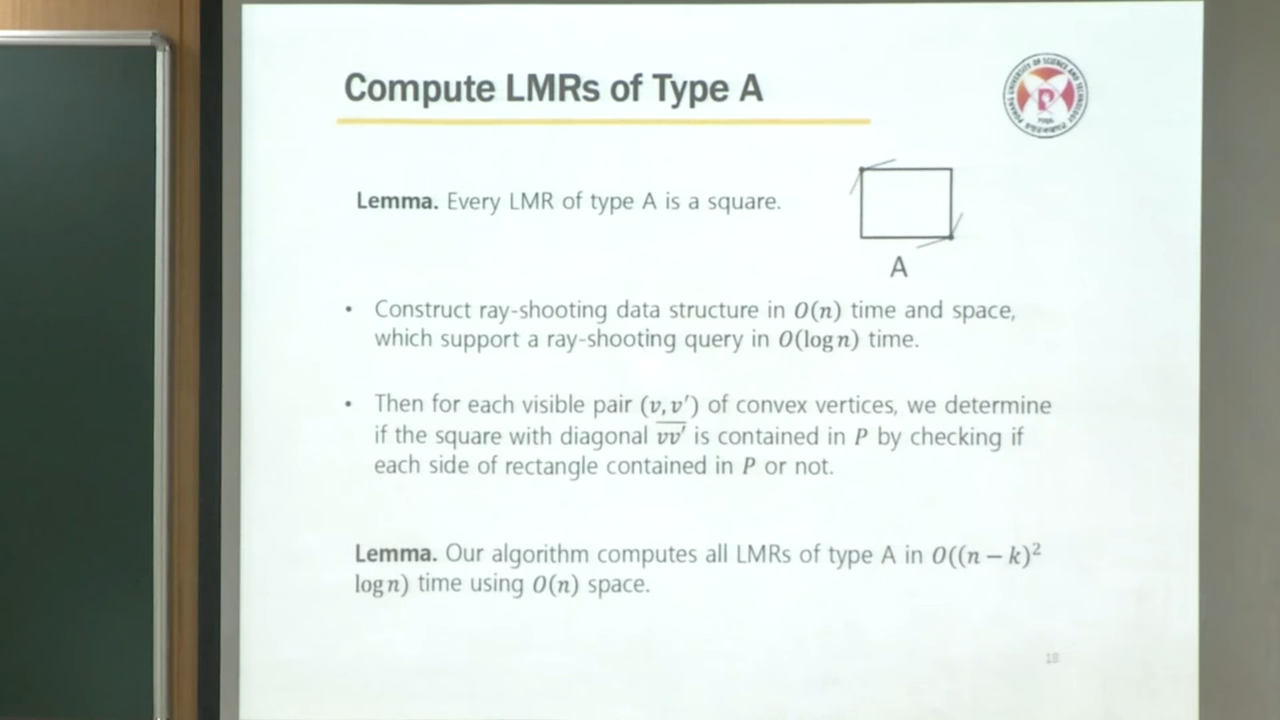 Compute LMRs of Type A
Lemma. Every LMR of type A is a square.
A
• Construct ray-shooting data structure in O(n) time and space,
which support a ray-shooting query in O(log n) time.
• Then for each visible pair (v, v′) of convex vertices, we determine
if the square with diagonal v̅v̅′̅ is contained in P by checking if
each side of rectangle contained in P or not.
Lemma. Our algorithm computes all LMRs of type A in O((n − k)²
log n) time using O(n) space.
18